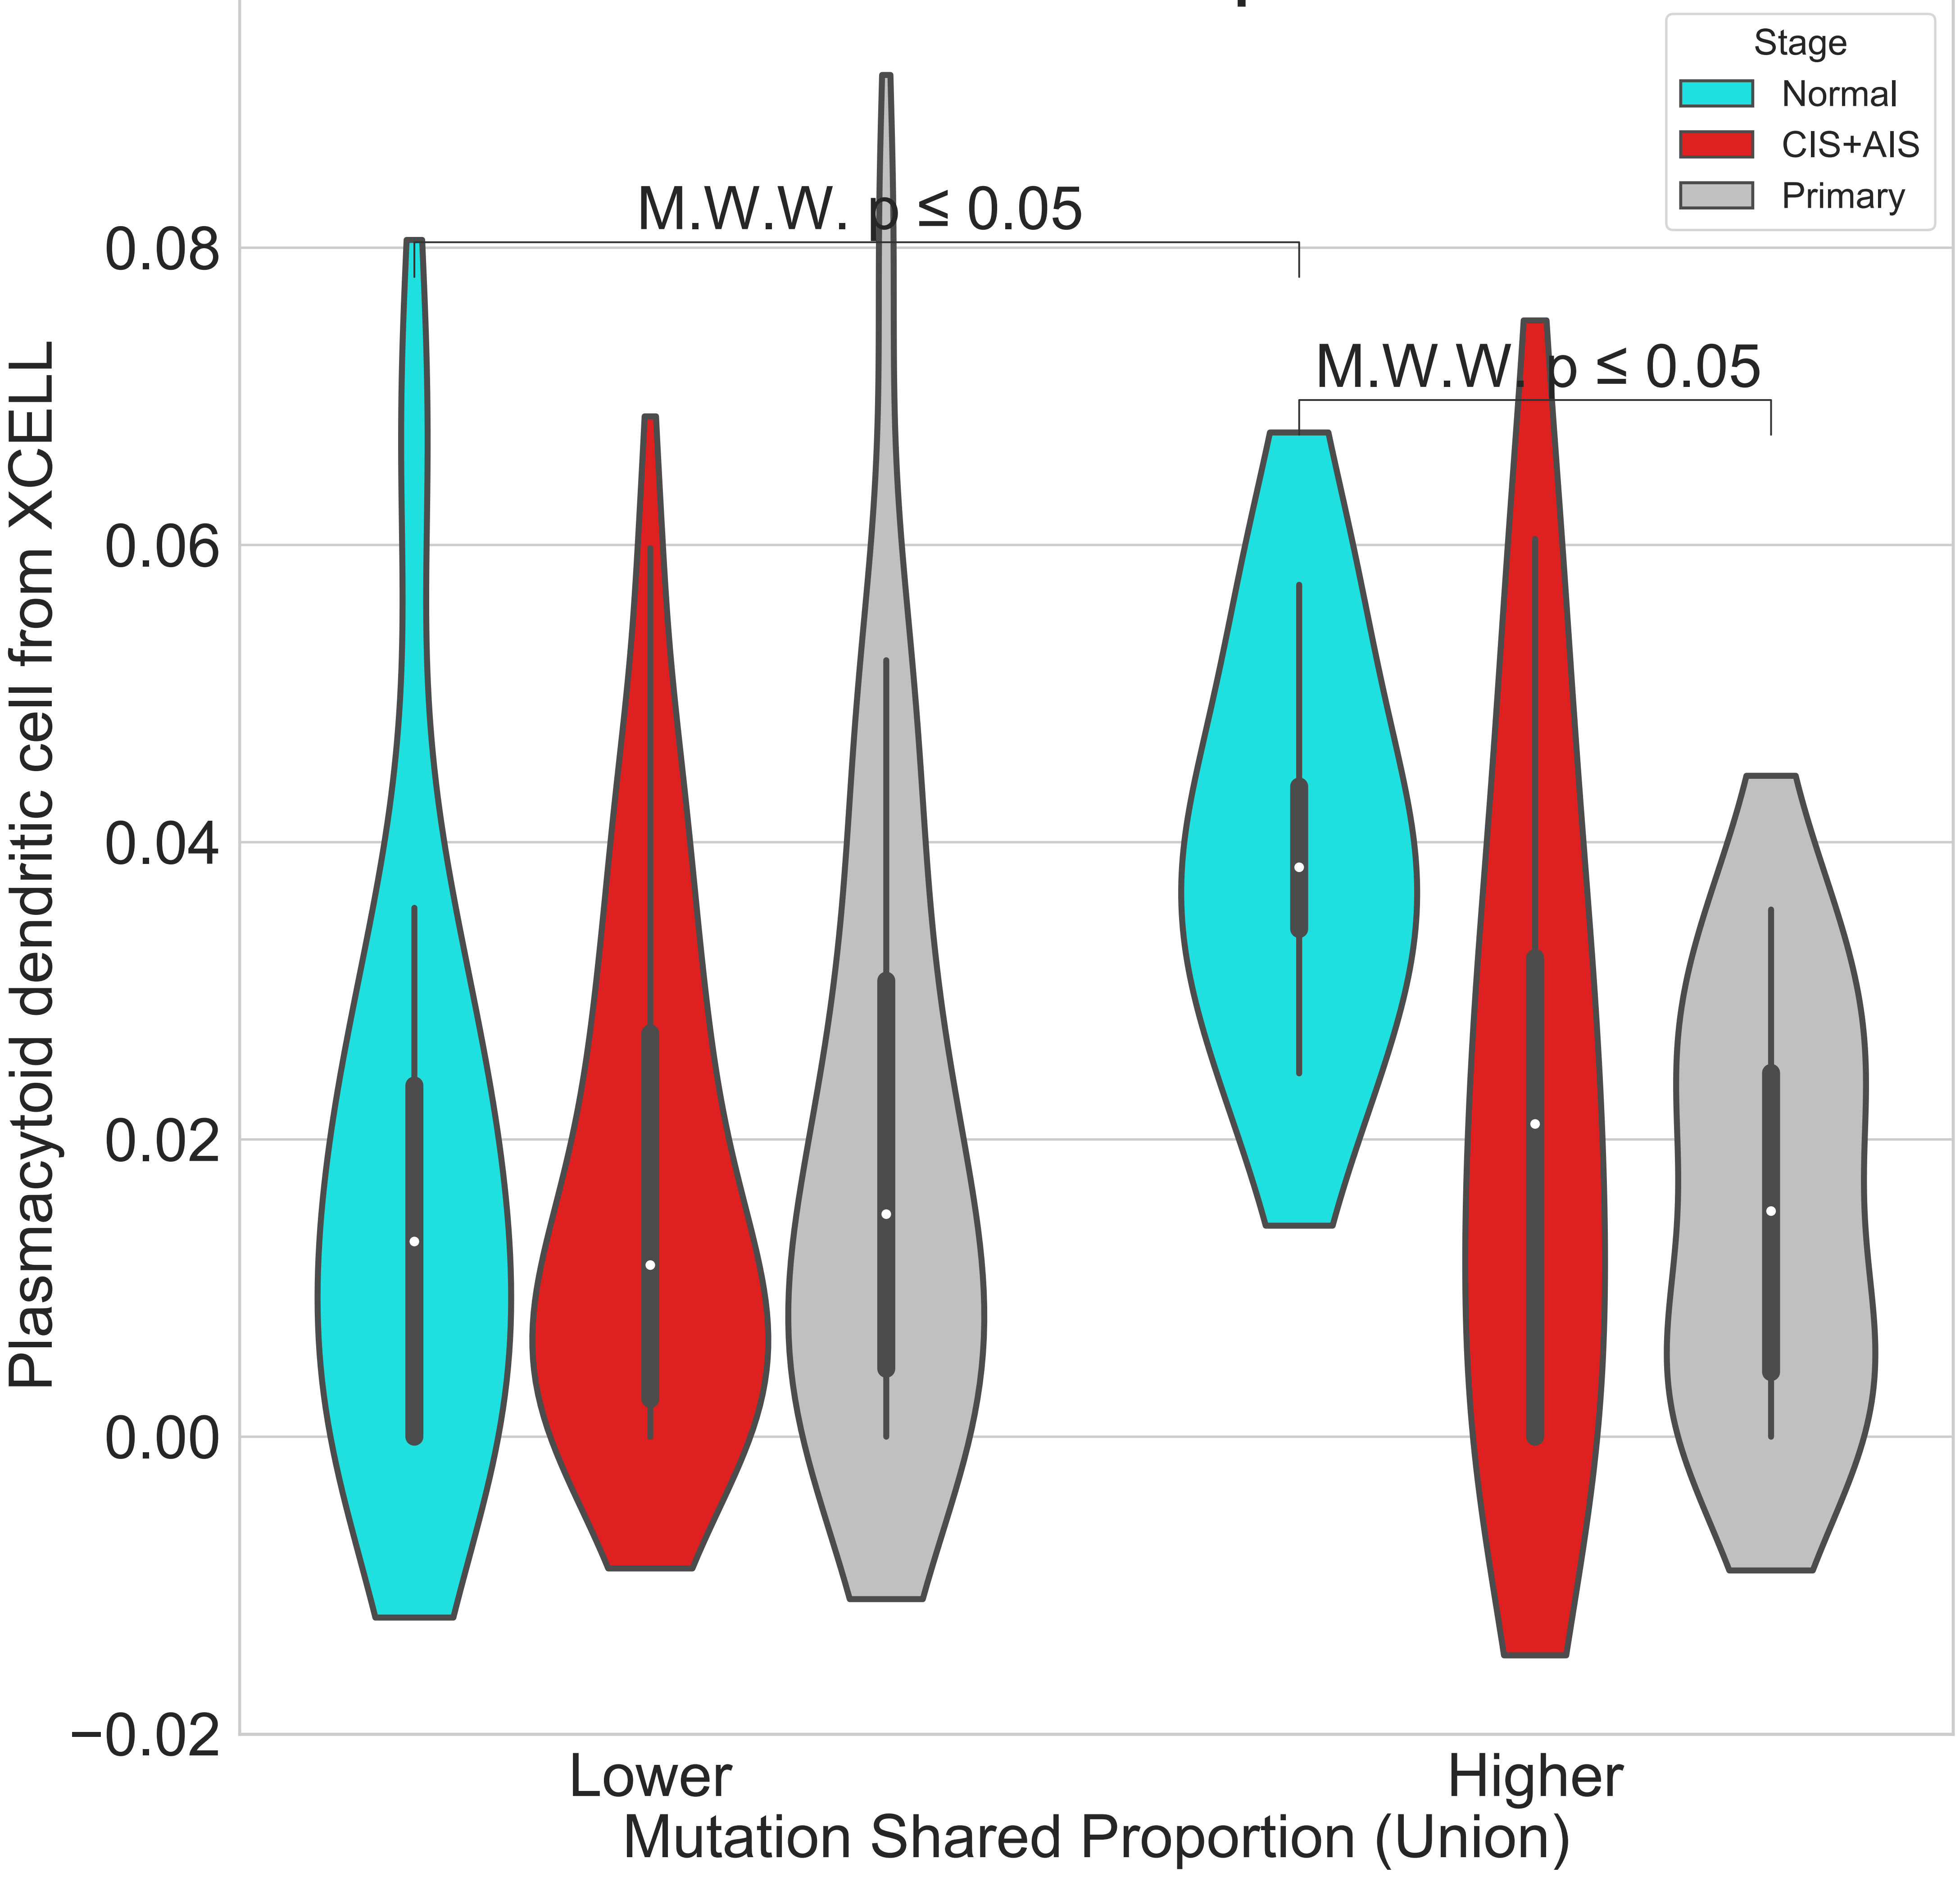 Stage
Normal
CIS+AIS
Primary
M.W.W. p ≤ 0.05
M.W.W. p ≤ 0.05
Plasmacytoid dendritic cell from XCELL
0.08
0.06
0.04
0.02
0.00
−0.02
Lower
Higher
Mutation Shared Proportion (Union)